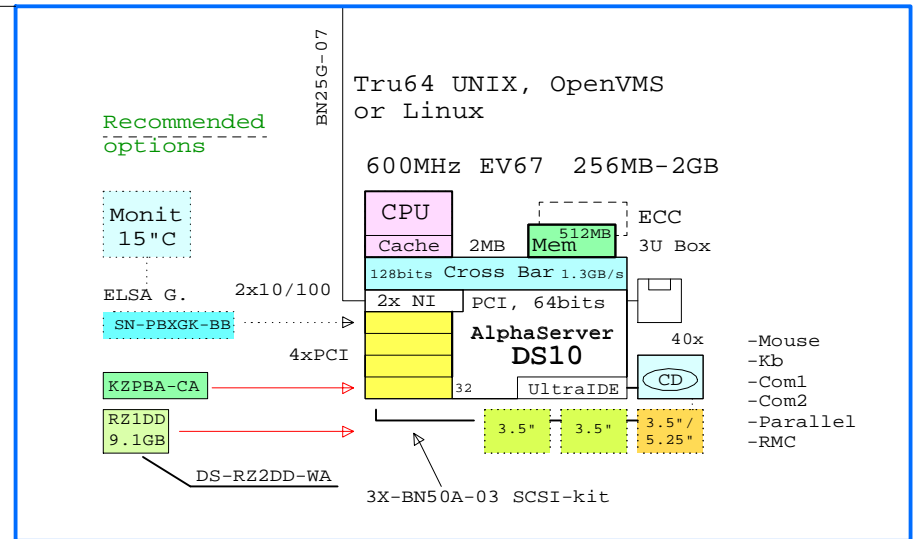 BN25G-07
Tru64 UNIX, OpenVMS
or Linux
Recommended
options
600MHz EV67 256MB-2GB
Monit
15"C
CPU
Cache
2MB
512MB
Mem
ECC
3U Box
128bits Cross Bar 1.3GB/s
ELSA G.
2x10/100
2x NI
PCI, 64bits
SN-PBXGK-BB
AlphaServer
DS10
4xPCI
32
UltraIDE
40x
CD
-Mouse
-Kb
-Com1
-Com2
-Parallel
-RMC
KZPBA-CA
RZ1DD
9.1GB
3.5"
3.5"
3.5"/
5.25"
DS-RZ2DD-WA
3X-BN50A-03 SCSI-kit